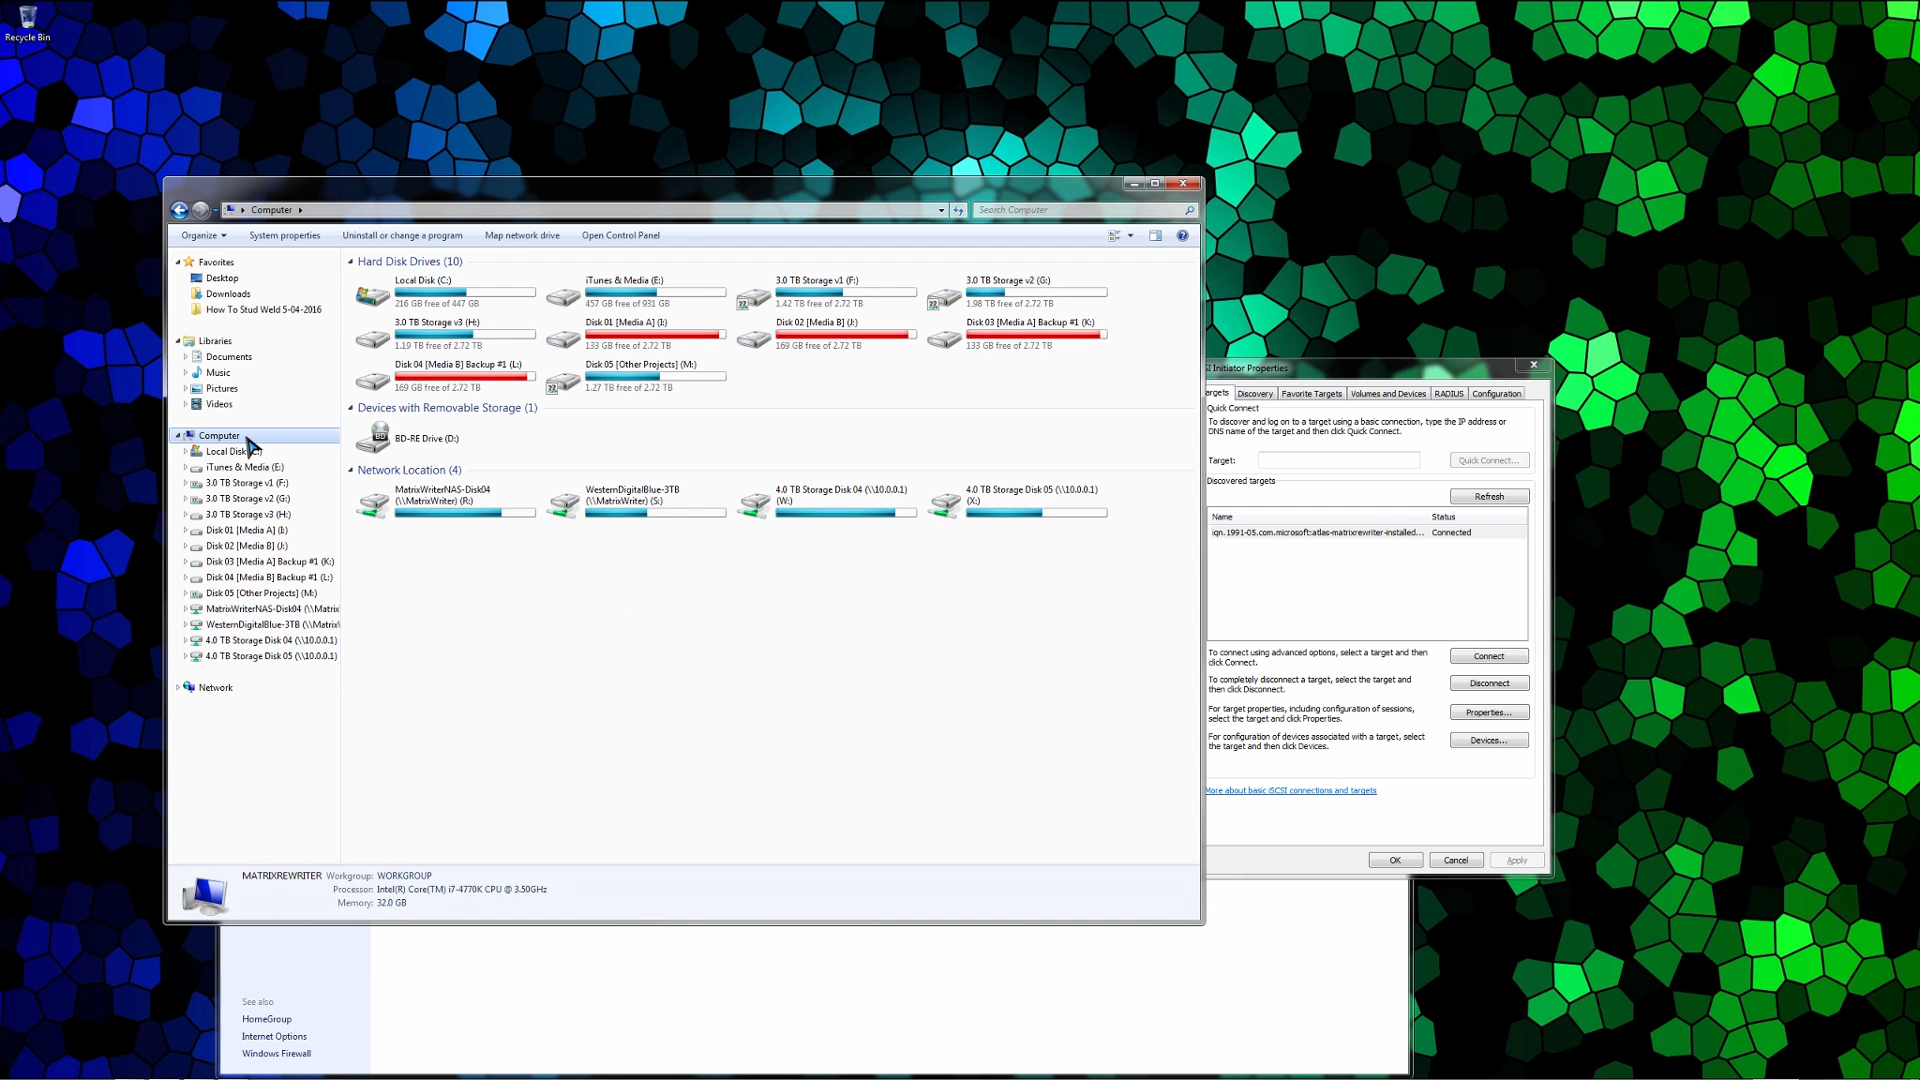 Recycle Bin
Computer
Search Computer
Organize
System properties
Uninstall or change a program
Map network drive
Open Control Panel
Favorites
Desktop
Downloads
How To Stud Weld 5-04-2016
Libraries
Documents
Music
Pictures
Videos
Computer
Local Disk
iTunes & Media (E:)
3.0 TB Storage v1 (F:)
3.0 TB Storage v2 (G:)
3.0 TB Storage v3 (H:)
Disk 01 [Media A] (I:)
Disk 02 [Media B] (J:)
Disk 03 [Media A] Backup #1 (K:)
Disk 04 [Media B] Backup #1 (L:)
Disk 05 [Other Projects] (M:)
MatrixWriterNAS-Disk04 (\\Matrix
WesternDigitalBlue-3TB (\\Matrix
4.0 TB Storage Disk 04 (\\10.0.0.1)
4.0 TB Storage Disk 05 (\\10.0.0.1)
Network
Hard Disk Drives (10)
Local Disk (C:)
216 GB free of 447 GB
iTunes & Media (E:)
457 GB free of 931 GB
3.0 TB Storage v1 (F:)
1.42 TB free of 2.72 TB
3.0 TB Storage v2 (G:)
1.98 TB free of 2.72 TB
3.0 TB Storage v3 (H:)
1.19 TB free of 2.72 TB
Disk 01 [Media A] (I:)
133 GB free of 2.72 TB
Disk 02 [Media B] (J:)
169 GB free of 2.72 TB
Disk 03 [Media A] Backup #1 (K:)
133 GB free of 2.72 TB
Disk 04 [Media B] Backup #1 (L:)
169 GB free of 2.72 TB
Disk 05 [Other Projects] (M:)
1.27 TB free of 2.72 TB
Devices with Removable Storage (1)
BD
BD-RE Drive (D:)
Network Location (4)
MatrixWriterNAS-Disk04
(\\MatrixWriter) (R:)
WesternDigitalBlue-3TB
(\\MatrixWriter) (S:)
4.0 TB Storage Disk 04 (\\10.0.0.1)
(W:)
4.0 TB Storage Disk 05 (\\10.0.0.1)
(X:)
MATRIXREWRITER Workgroup: WORKGROUP
Processor: Intel(R) Core(TM) i7-4770K CPU @ 3.50GHz
Memory: 32.0 GB
SI Initiator Properties
argets
Discovery
Favorite Targets
Volumes and Devices
RADIUS
Configuration
Quick Connect
To discover and log on to a target using a basic connection, type the IP address or
DNS name of the target and then click Quick Connect.
Target:
Quick Connect...
Discovered targets
Refresh
Name
Status
iqn.1991-05.com.microsoft:atlas-matrixrewriter-installed...
Connected
To connect using advanced options, select a target and then
click Connect.
Connect
To completely disconnect a target, select the target and
then click Disconnect.
Disconnect
For target properties, including configuration of sessions,
select the target and click Properties.
Properties...
For configuration of devices associated with a target, select
the target and then click Devices.
Devices...
More about basic iSCSI connections and targets
OK
Cancel
Apply
See also
HomeGroup
Internet Options
Windows Firewall